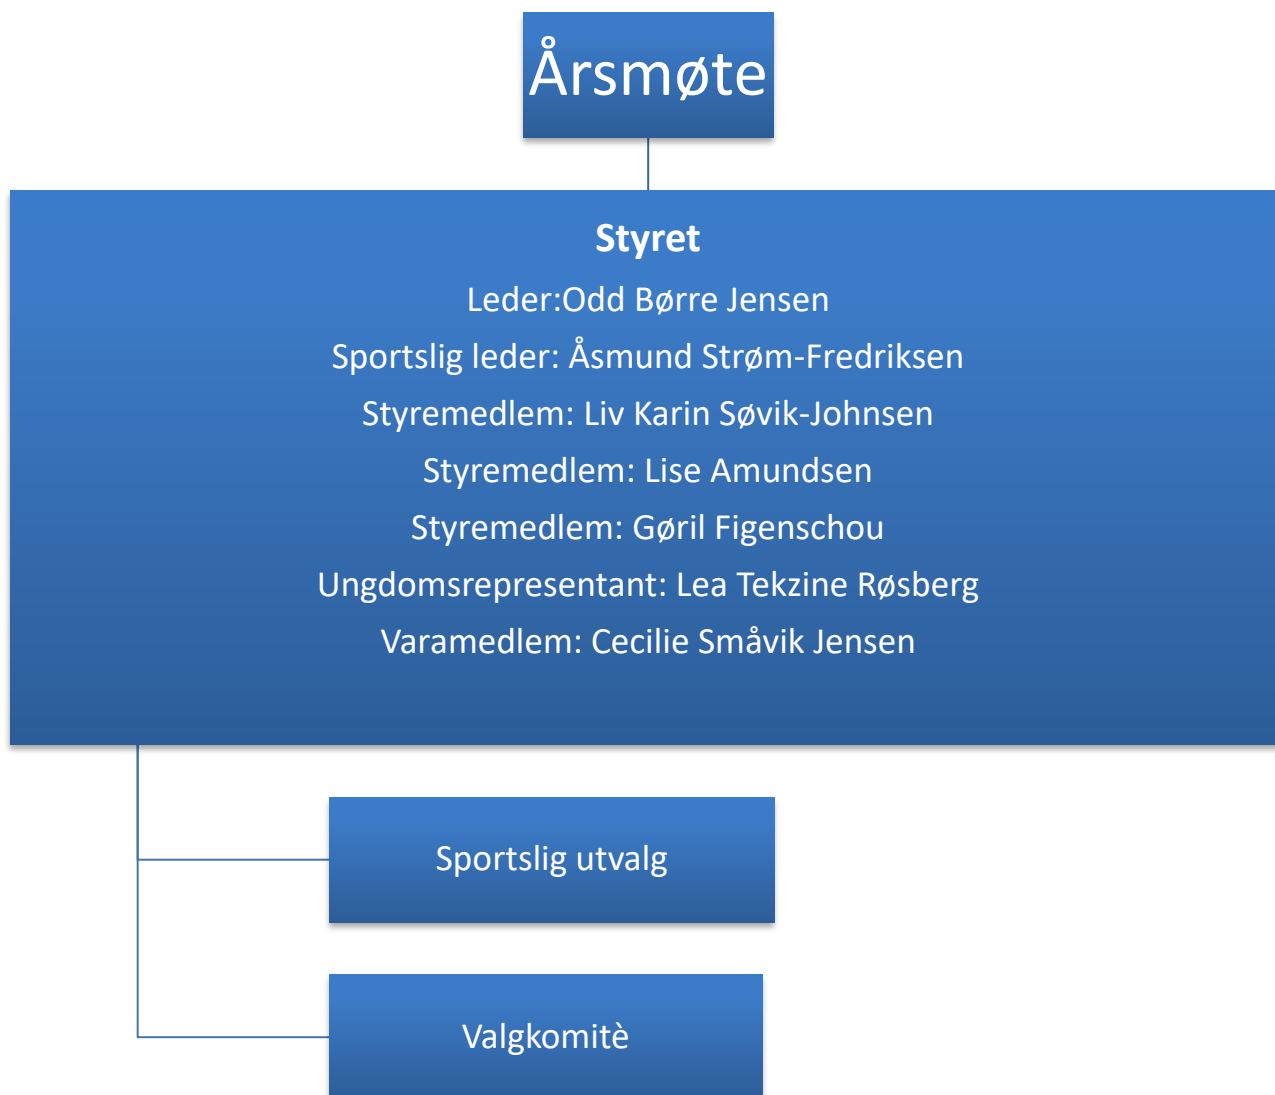 Årsmøte
Styret
Leder:Odd Børre Jensen
Sportslig leder: Åsmund Strøm-Fredriksen
Styremedlem: Liv Karin Søvik-Johnsen
Styremedlem: Lise Amundsen
Styremedlem: Gøril Figenschou
Ungdomsrepresentant: Lea Tekzine Røsberg
Varamedlem: Cecilie Småvik Jensen
Sportslig utvalg
Valgkomitè